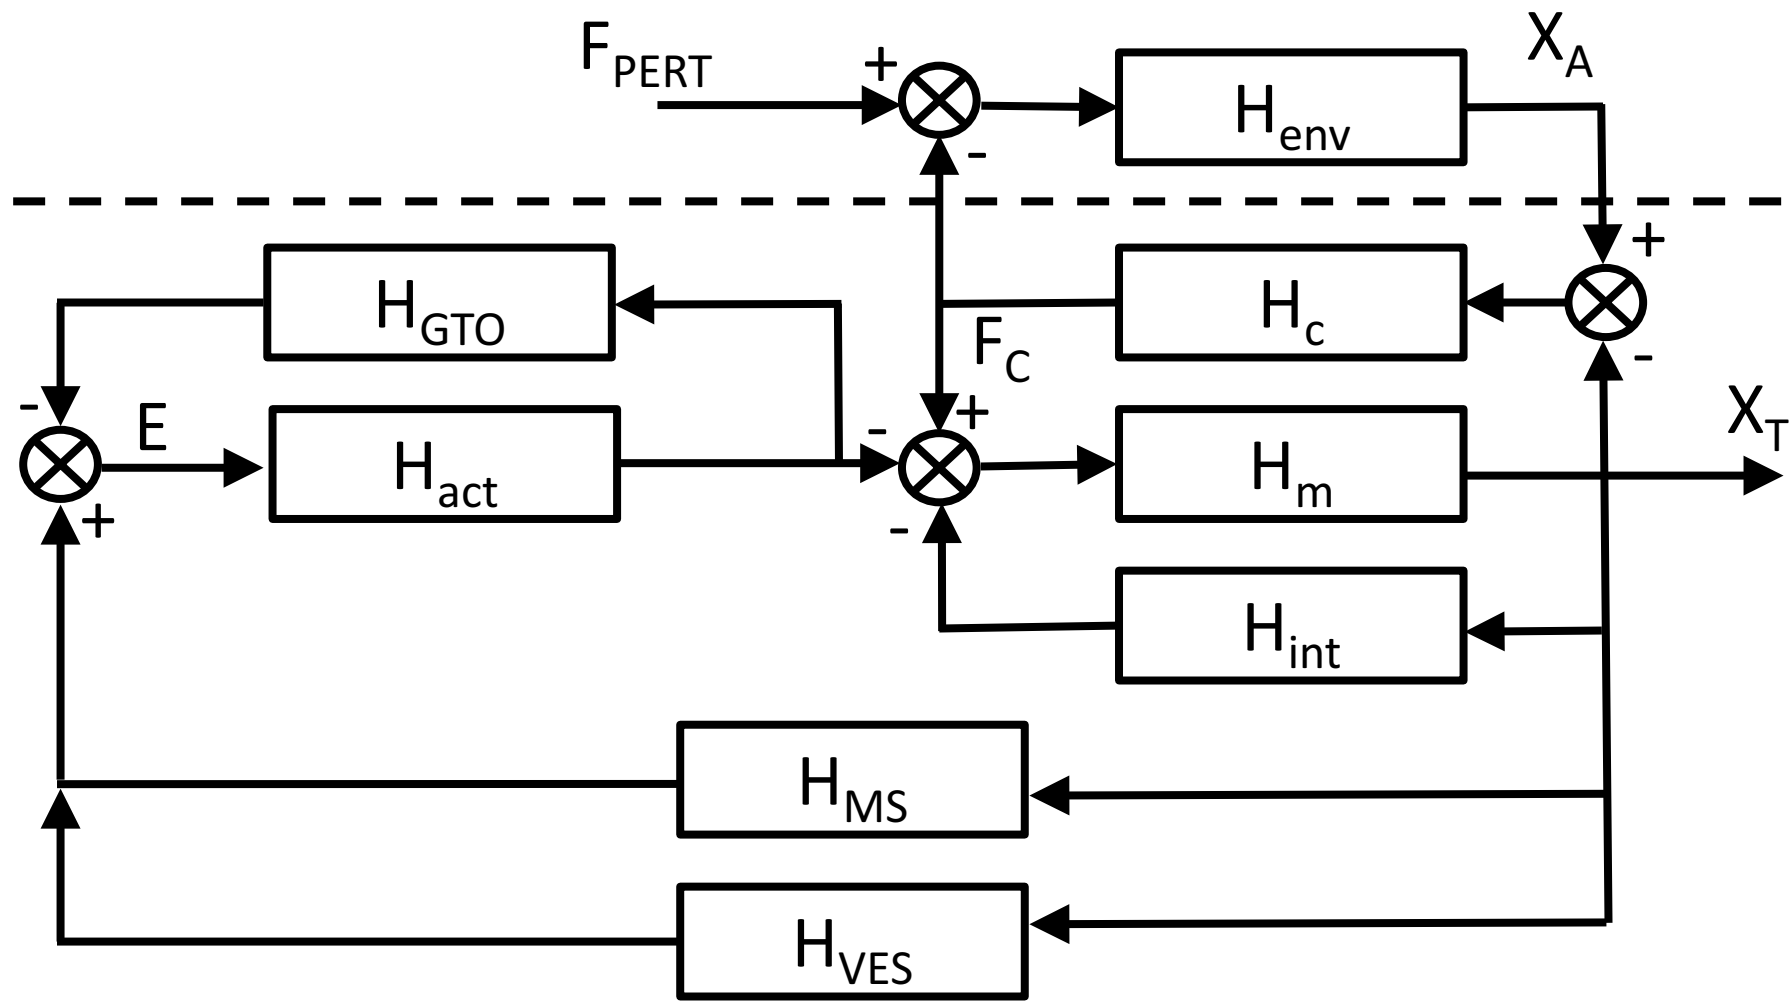 F_PERT
+
-
H_env
X_A
H_GTO
H_c
+
-
F_C
-
E
+
H_act
-
+
-
H_m
X_T
H_int
H_MS
H_VES